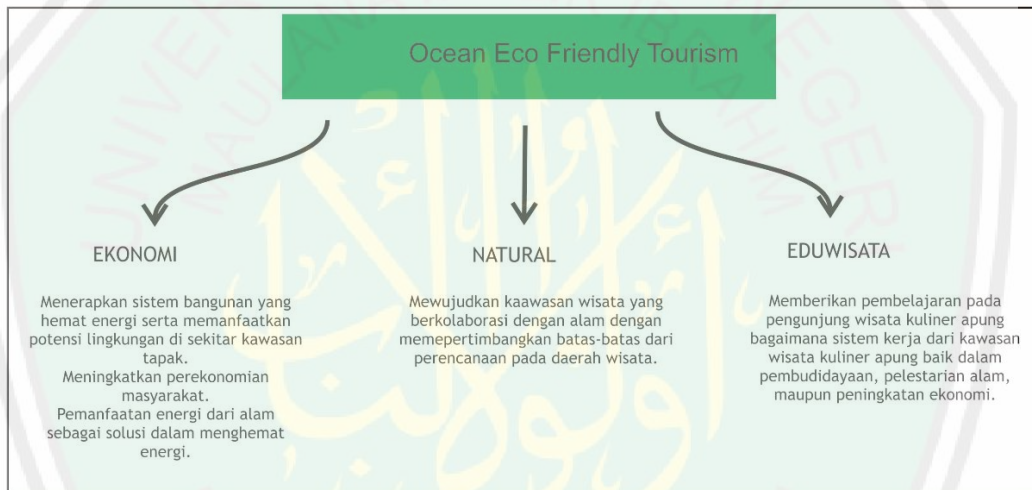 Ocean Eco Friendly Tourism
EKONOMI
Menerapkan sistem bangunan yang
hemat energi serta memanfaatkan
potensi lingkungan di sekitar kawasan
tapak.
Meningkatkan perekonomian
masyarakat.
Pemanfaatan energi dari alam
sebagai solusi dalam menghemat
energi.
NATURAL
Mewujudkan kaawasan wisata yang
berkolaborasi dengan alam dengan
memepertimbangkan batas-batas dari
perencanaan pada daerah wisata.
EDUWISATA
Memberikan pembelajaran pada
pengunjung wisata kuliner apung
bagaimana sistem kerja dari kawasan
wisata kuliner apung baik dalam
pembudidayaan, pelestarian alam,
maupun peningkatan ekonomi.